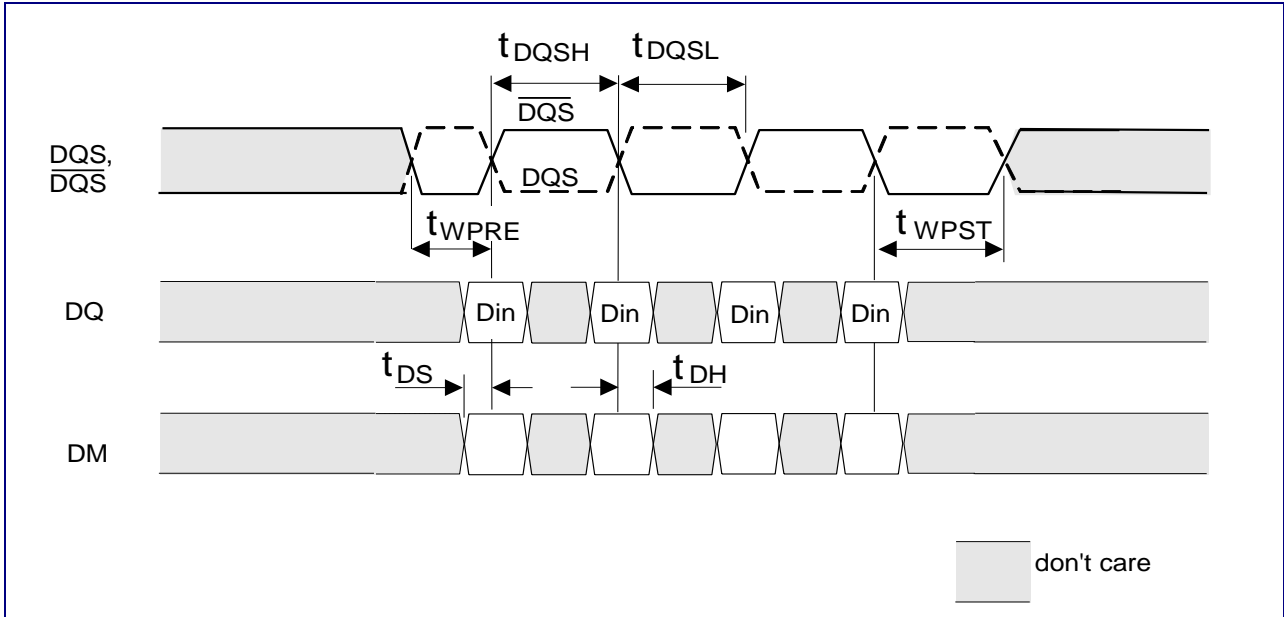 tDQSH tDQSL
DQS
DQS,
DQS
DQS
tWPRE
tWPST
DQ
Din Din Din Din
tDS
tDH
DM
don't care